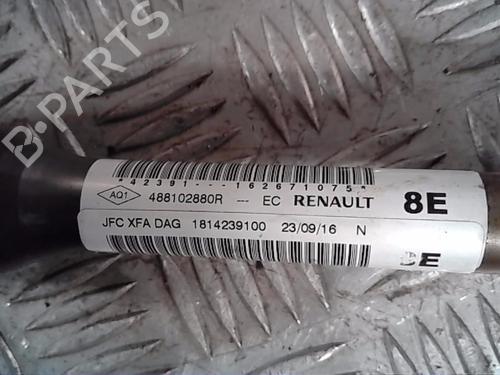 B-PARTS
*42391---162671075*
AQ1 488102880R --- EC RENAULT 8E
JFC XFA DAG 1814239100 23/09/16 N